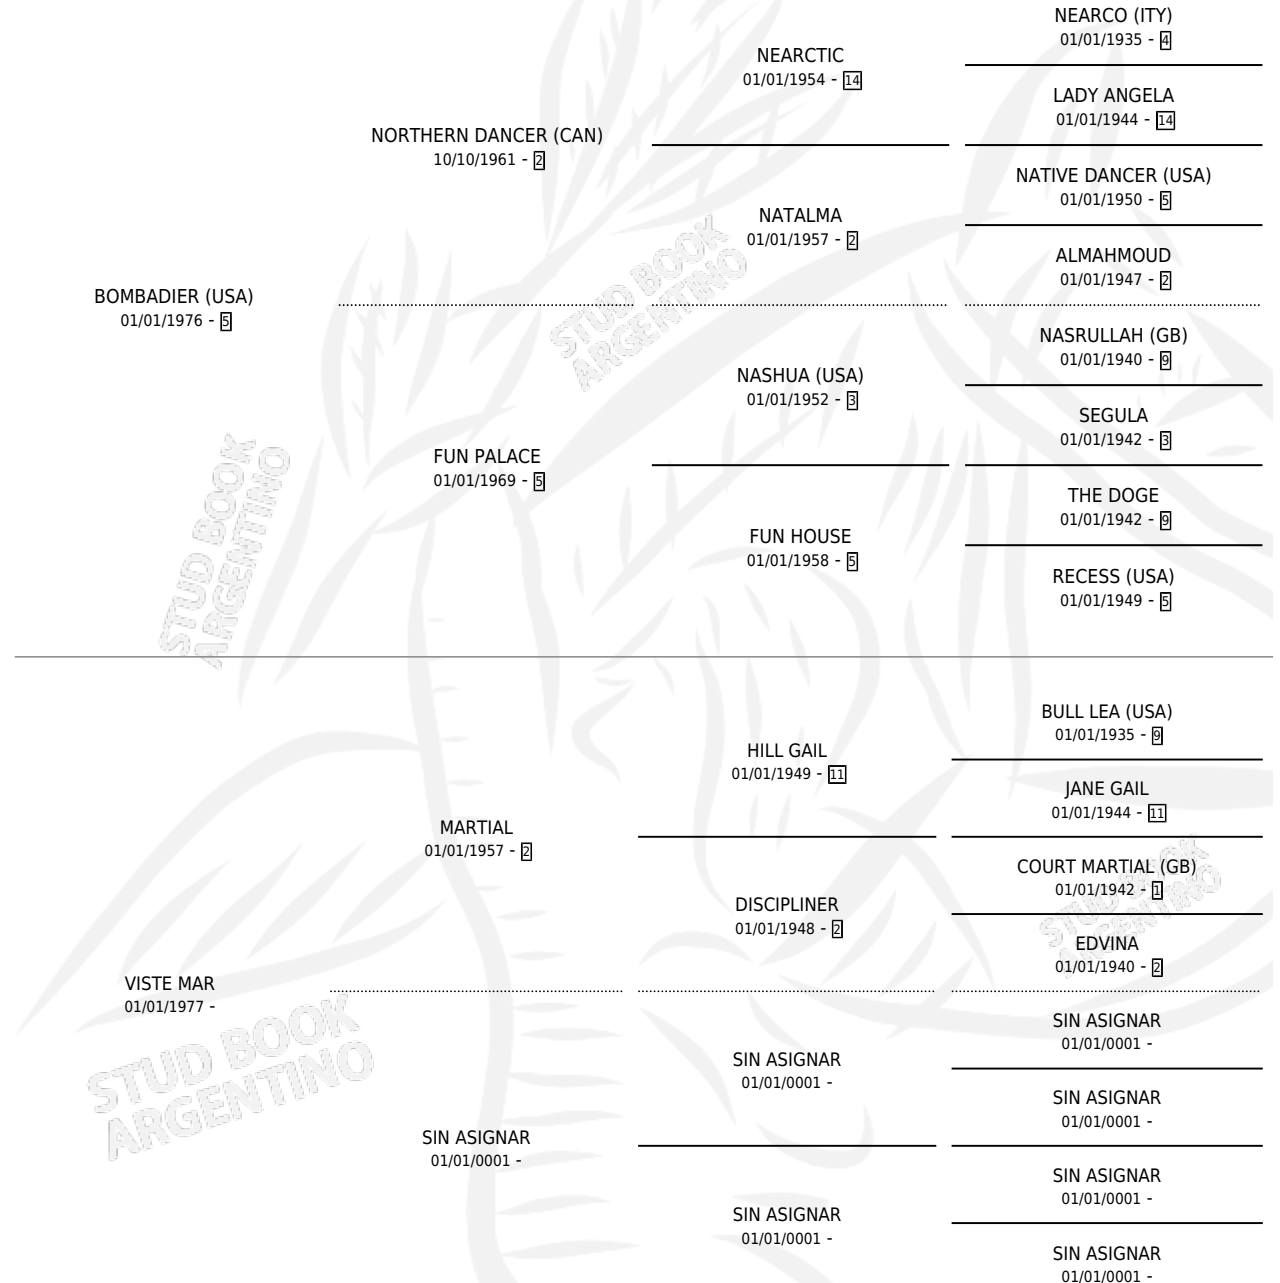 NEARCO (ITY)
01/01/1935 - 4
NEARCTIC
01/01/1954 - 14
LADY ANGELA
01/01/1944 - 14
NORTHERN DANCER (CAN)
10/10/1961 - 2
NATIVE DANCER (USA)
01/01/1950 - 5
NATALMA
01/01/1957 - 2
ALMAHMOUD
01/01/1947 - 2
BOMBADIER (USA)
01/01/1976 - 5
NASRULLAH (GB)
01/01/1940 - 9
NASHUA (USA)
01/01/1952 - 3
SEGULA
01/01/1942 - 3
FUN PALACE
01/01/1969 - 5
THE DOGE
01/01/1942 - 9
FUN HOUSE
01/01/1958 - 5
RECESS (USA)
01/01/1949 - 5
BULL LEA (USA)
01/01/1935 - 9
HILL GAIL
01/01/1949 - 11
JANE GAIL
01/01/1944 - 11
MARTIAL
01/01/1957 - 2
COURT MARTIAL (GB)
01/01/1942 - 1
DISCIPLINER
01/01/1948 - 2
EDVINA
01/01/1940 - 2
VISTE MAR
01/01/1977 -
SIN ASIGNAR
01/01/0001 -
SIN ASIGNAR
01/01/0001 -
SIN ASIGNAR
01/01/0001 -
SIN ASIGNAR
01/01/0001 -
SIN ASIGNAR
01/01/0001 -
SIN ASIGNAR
01/01/0001 -
SIN ASIGNAR
01/01/0001 -
STUD BOOK
ARGENTINO
STUD BOOK
ARGENTINO
STUD BOOK
ARGENTINO
STUD BOOK
ARGENTINO